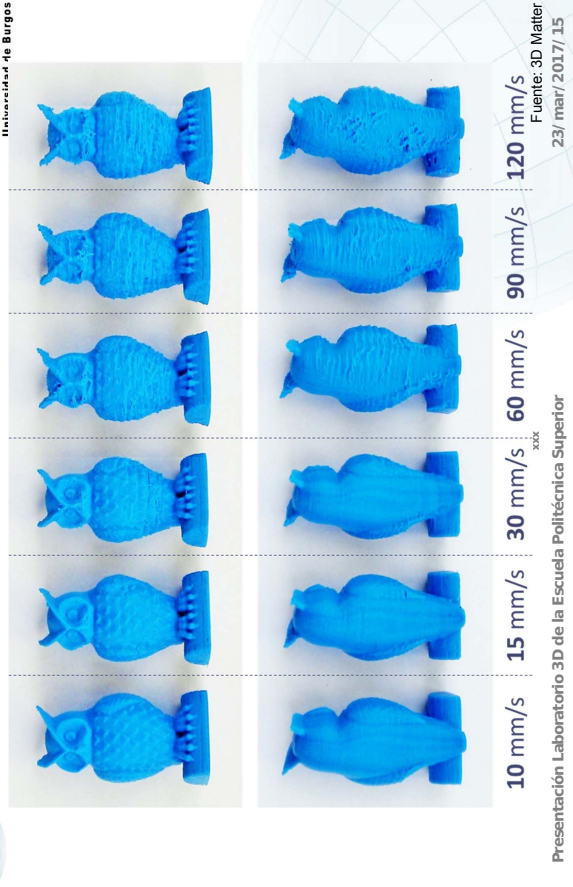 Universidad de Burgos
10 mm/s
15 mm/s
30 mm/s
60 mm/s
90 mm/s
120 mm/s
Fuente: 3D Matter
xxx
Presentación Laboratorio 3D de la Escuela Politécnica Superior
23/mar/2017/15